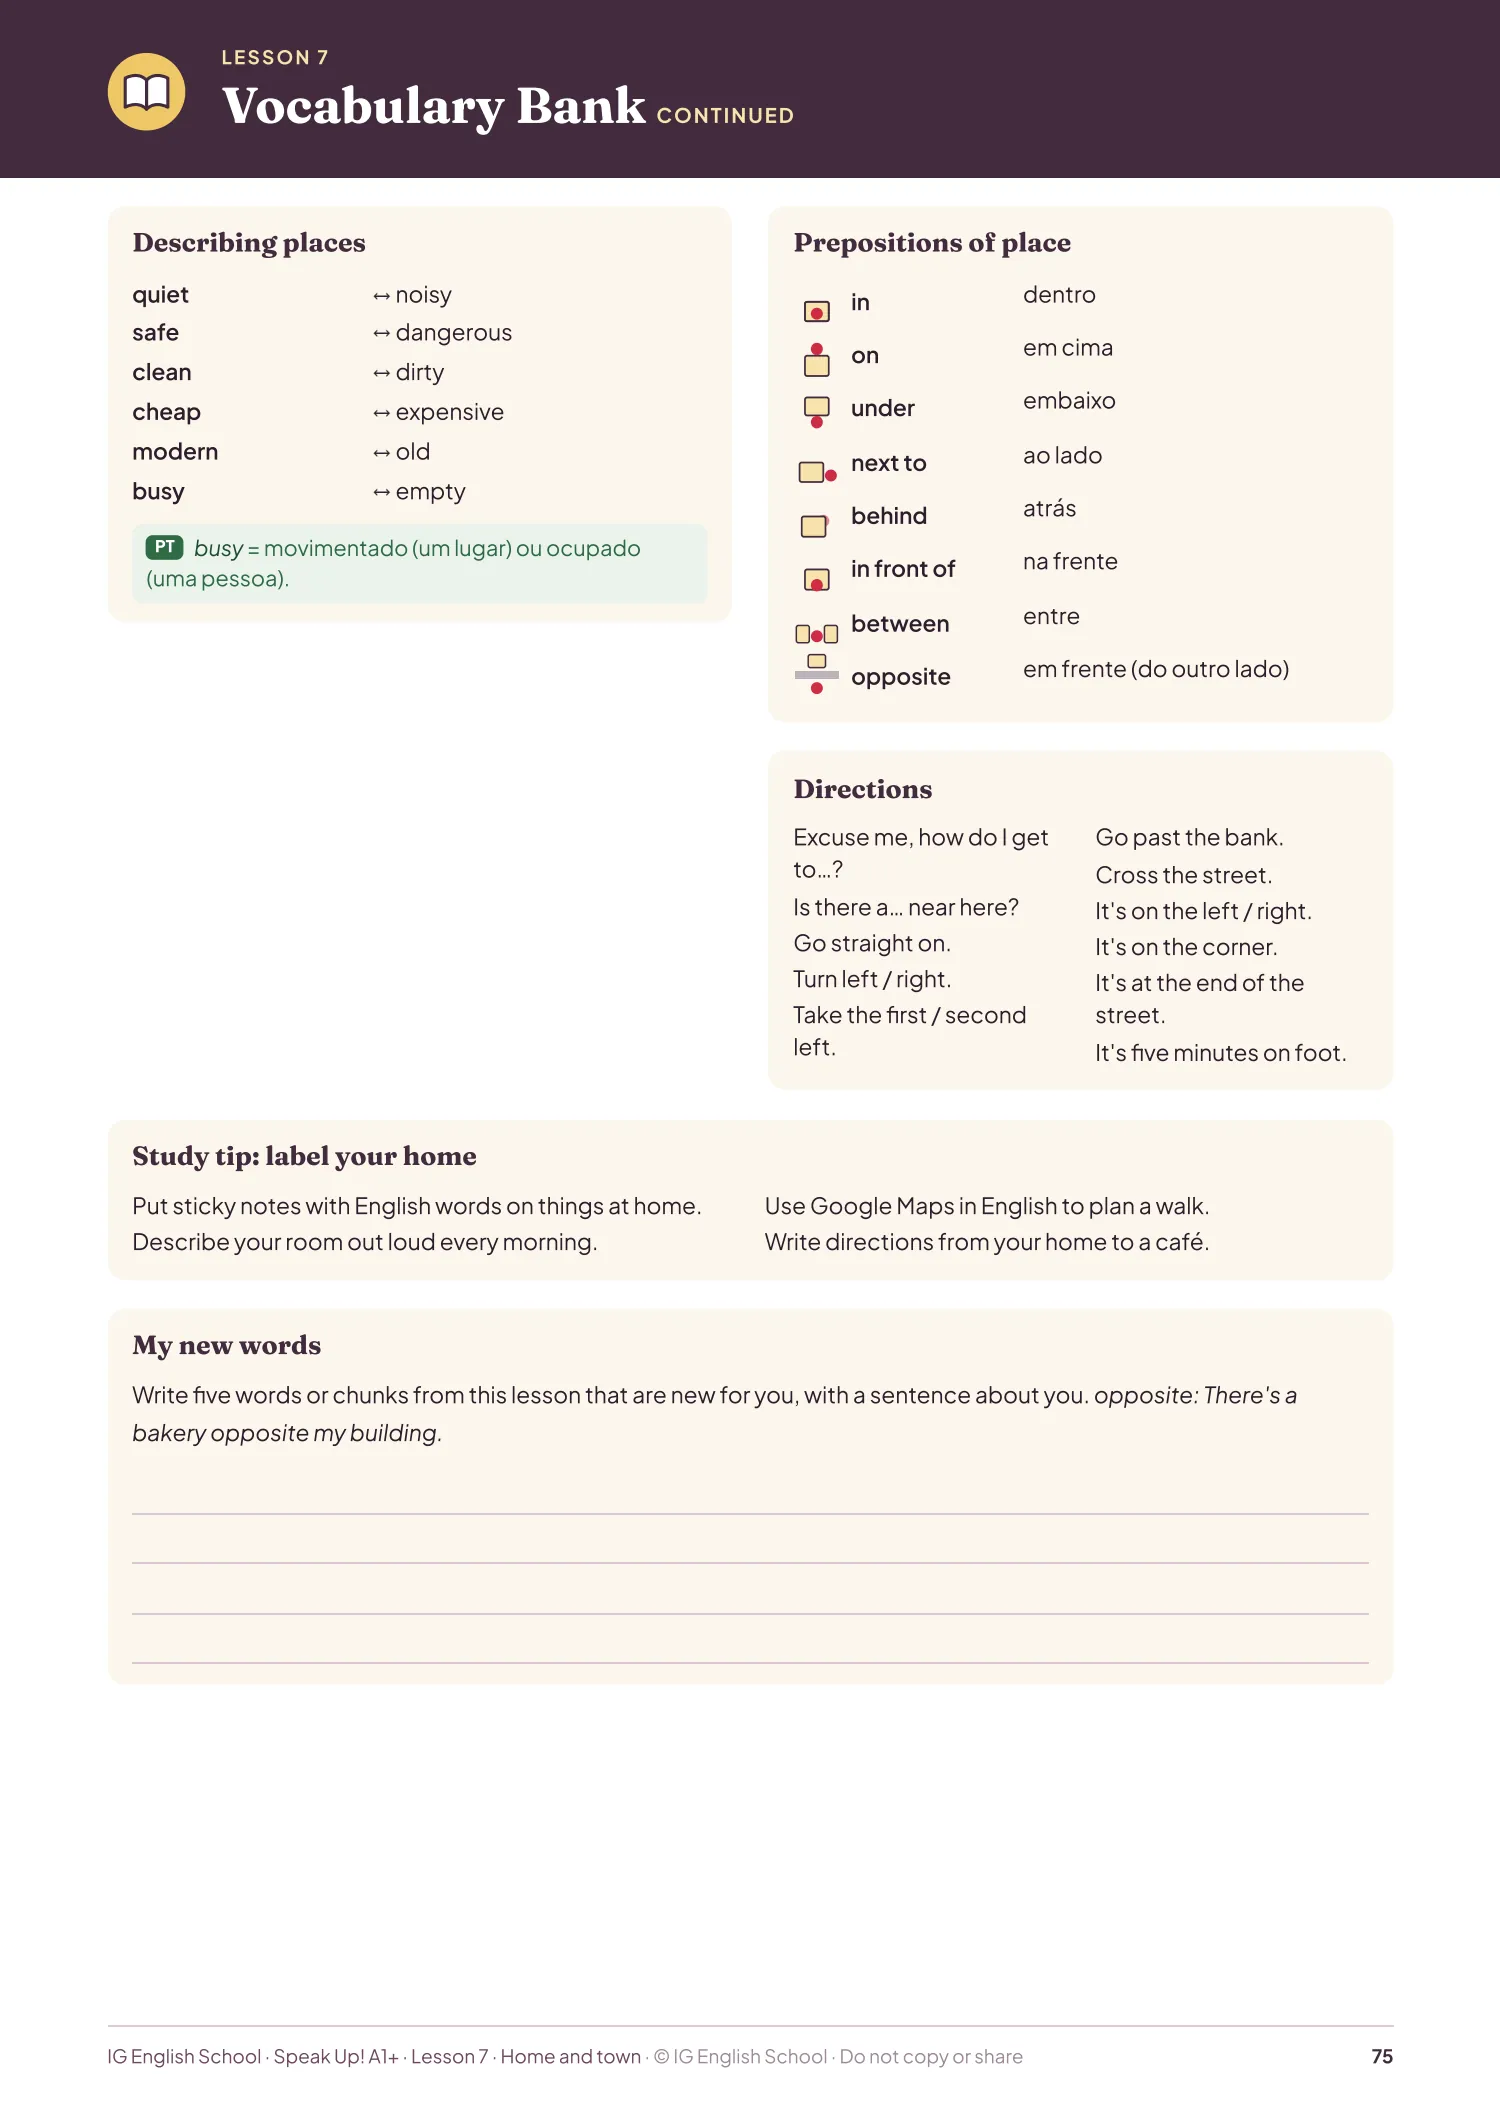 LESSON 7
Vocabulary Bank CONTINUED
Describing places
quiet ↔ noisy
safe ↔ dangerous
clean ↔ dirty
cheap ↔ expensive
modern ↔ old
busy ↔ empty
PT busy = movimentado (um lugar) ou ocupado
(uma pessoa).
Prepositions of place
in dentro
on em cima
under embaixo
next to ao lado
behind atrás
in front of na frente
between entre
opposite em frente (do outro lado)
Directions
Excuse me, how do I get
to...?
Is there a... near here?
Go straight on.
Turn left / right.
Take the first / second
left.
Go past the bank.
Cross the street.
It's on the left / right.
It's on the corner.
It's at the end of the
street.
It's five minutes on foot.
Study tip: label your home
Put sticky notes with English words on things at home.
Describe your room out loud every morning.
Use Google Maps in English to plan a walk.
Write directions from your home to a café.
My new words
Write five words or chunks from this lesson that are new for you, with a sentence about you. opposite: There's a
bakery opposite my building.
IG English School · Speak Up! A1+ · Lesson 7 · Home and town · © IG English School · Do not copy or share 75